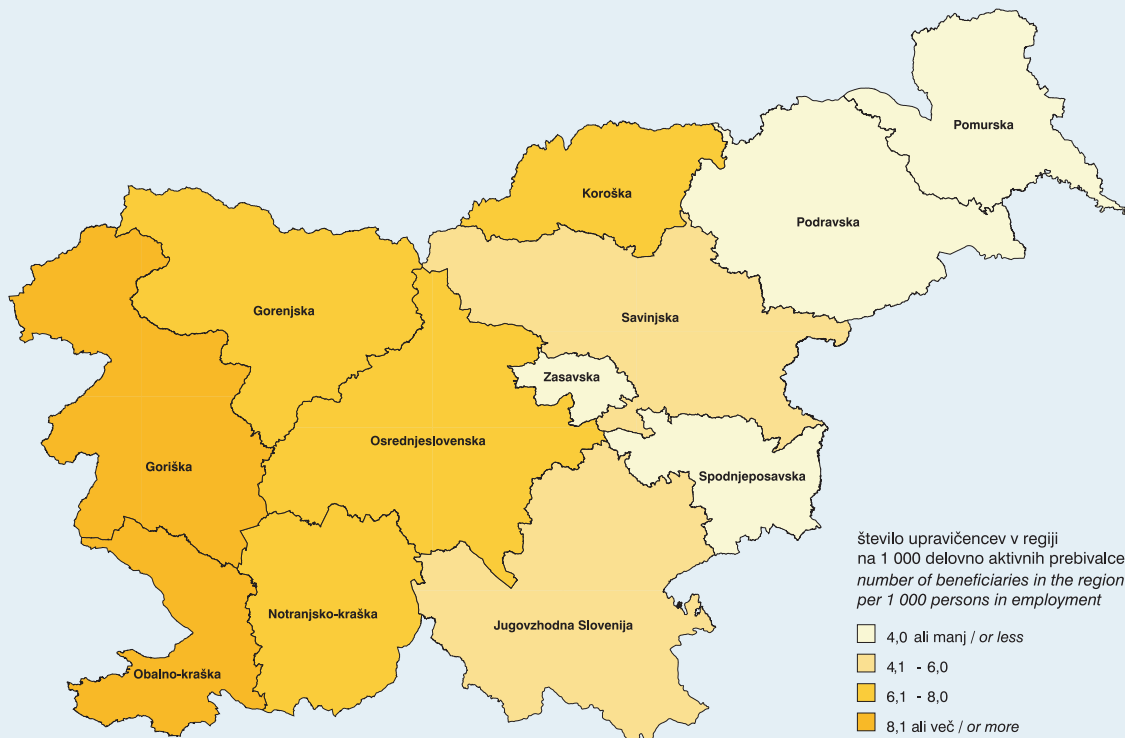 Pomurska
Koroška
Podravska
Gorenjska
Savinjska
Zasavska
Osrednjeslovenska
Goriška
Spodnjeposavska
Notranjsko-kraška
Jugovzhodna Slovenija
Obalno-kraška
število upravičencev v regiji
na 1 000 delovno aktivnih prebivalce
number of beneficiaries in the region
per 1 000 persons in employment
4,0 ali manj / or less
4,1 - 6,0
6,1 - 8,0
8,1 ali več / or more